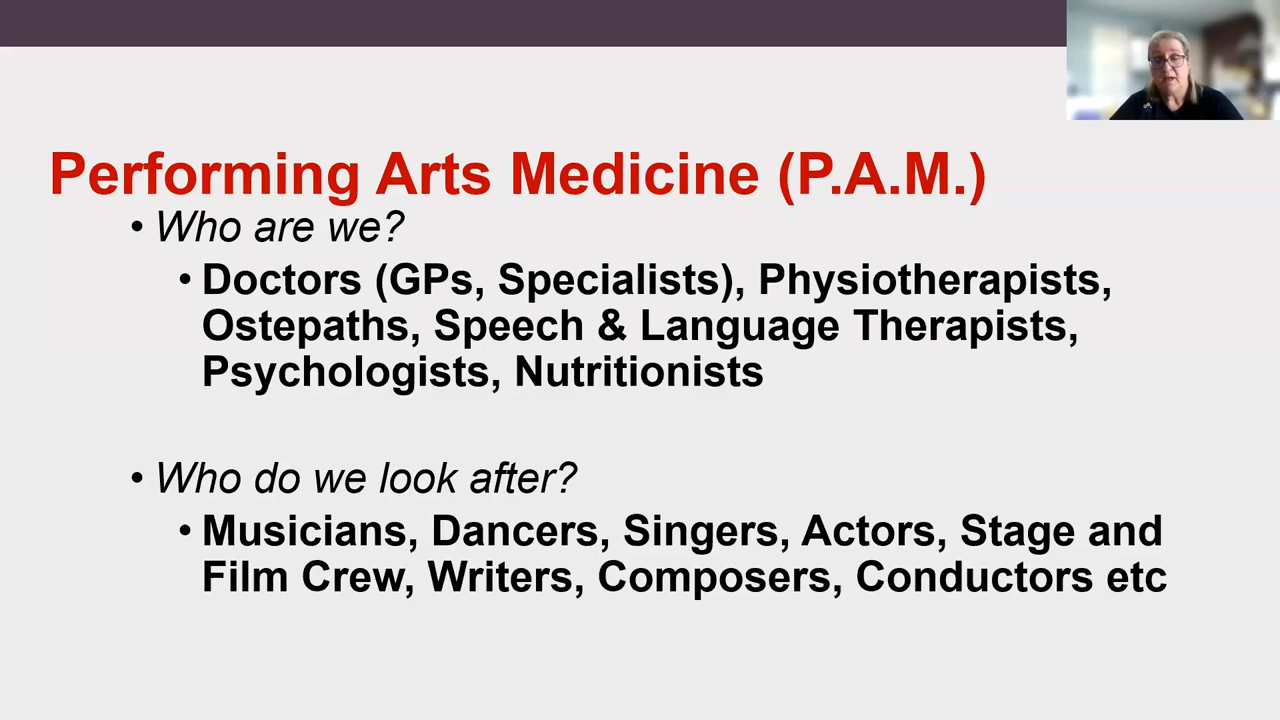 Performing Arts Medicine (P.A.M.)
• Who are we?
• Doctors (GPs, Specialists), Physiotherapists,
Ostepaths, Speech & Language Therapists,
Psychologists, Nutritionists
• Who do we look after?
• Musicians, Dancers, Singers, Actors, Stage and
Film Crew, Writers, Composers, Conductors etc